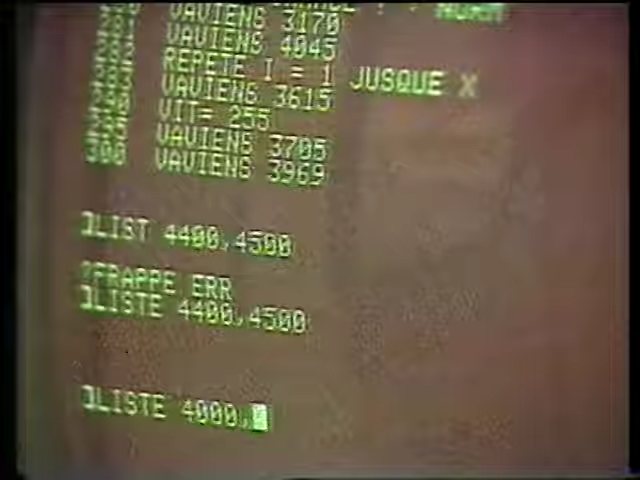 VAVIENS 3170
VAVIENS 4045
REPETE I = 1 JUSQUE X
VAVIENS 3615
VIT= 255
VAVIENS 3705
300 VAVIENS 3969
]LIST 4400,4500
?FRAPPE ERR
]LISTE 4400,4500
]LISTE 4000,